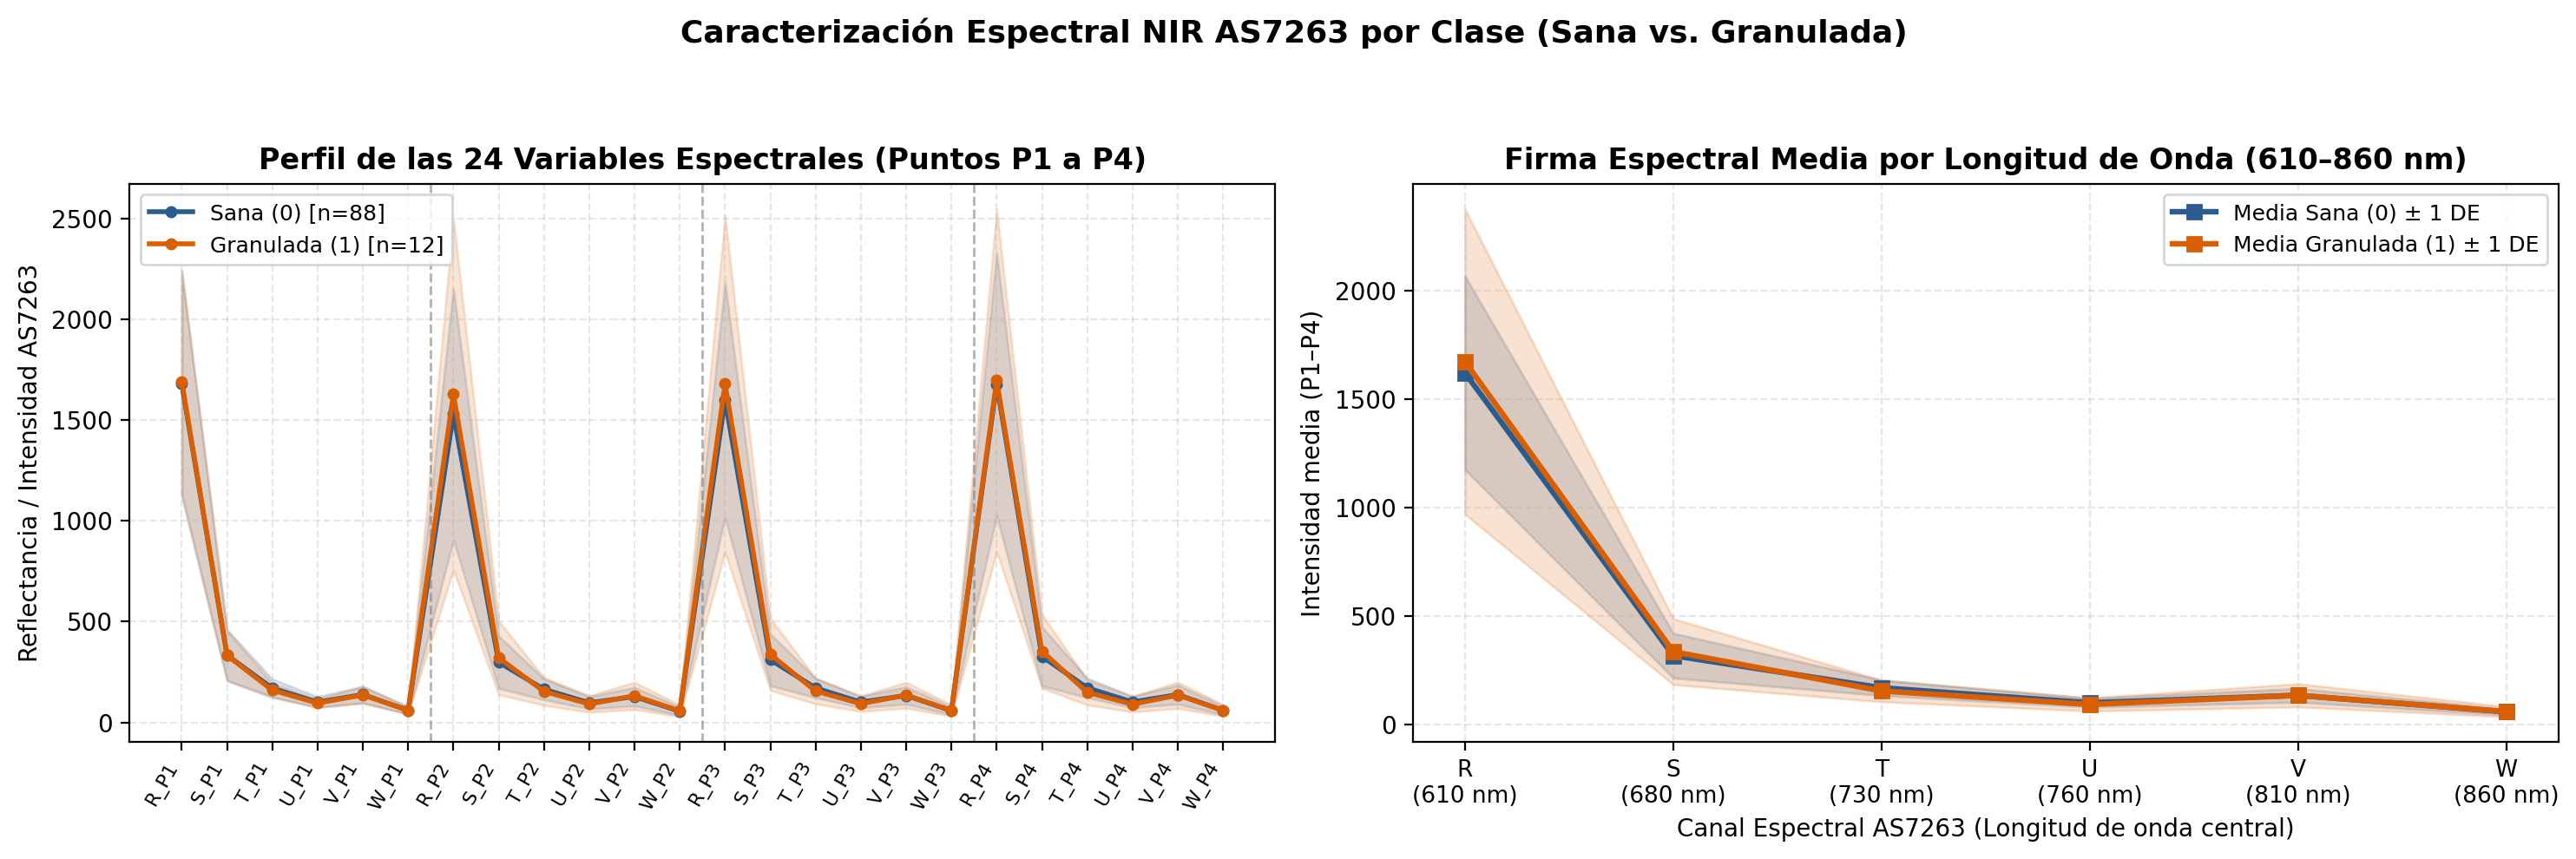 Caracterización Espectral NIR AS7263 por Clase (Sana vs. Granulada)
Perfil de las 24 Variables Espectrales (Puntos P1 a P4)
Reflectancia / Intensidad AS7263
2500
2000
1500
1000
500
0
Sana (0) [n=88]
Granulada (1) [n=12]
R_P1
S_P1
T_P1
U_P1
V_P1
W_P1
R_P2
S_P2
T_P2
U_P2
V_P2
W_P2
R_P3
S_P3
T_P3
U_P3
V_P3
W_P3
R_P4
S_P4
T_P4
U_P4
V_P4
W_P4
Firma Espectral Media por Longitud de Onda (610–860 nm)
Intensidad media (P1–P4)
2000
1500
1000
500
0
Media Sana (0) ± 1 DE
Media Granulada (1) ± 1 DE
R
(610 nm)
S
(680 nm)
T
(730 nm)
U
(760 nm)
V
(810 nm)
W
(860 nm)
Canal Espectral AS7263 (Longitud de onda central)